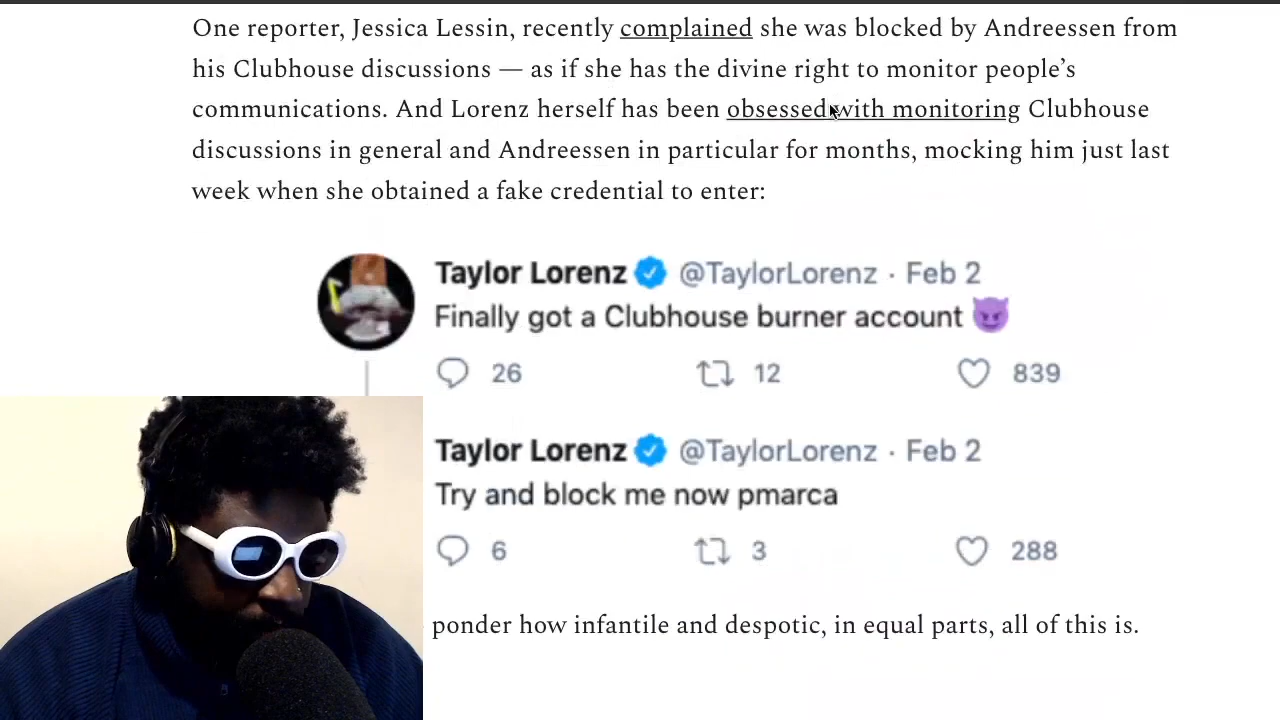 One reporter, Jessica Lessin, recently complained she was blocked by Andreessen from
his Clubhouse discussions — as if she has the divine right to monitor people’s
communications. And Lorenz herself has been obsessed with monitoring Clubhouse
discussions in general and Andreessen in particular for months, mocking him just last
week when she obtained a fake credential to enter:
Taylor Lorenz @TaylorLorenz · Feb 2
Finally got a Clubhouse burner account 😈
26 12 839
Taylor Lorenz @TaylorLorenz · Feb 2
Try and block me now pmarca
6 3 288
ponder how infantile and despotic, in equal parts, all of this is.